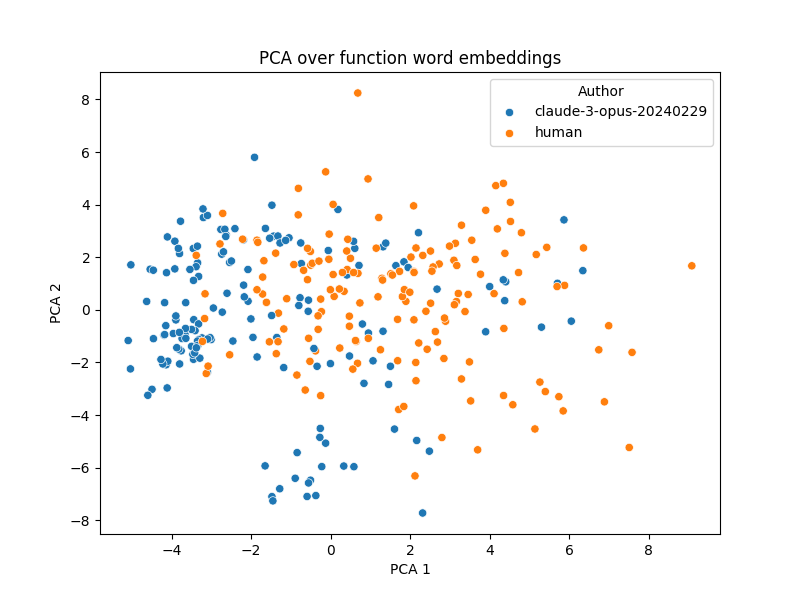 PCA over function word embeddings
Author
claude-3-opus-20240229
human
PCA 2
8
6
4
2
0
−2
−4
−6
−8
−4
−2
0
2
4
6
8
PCA 1